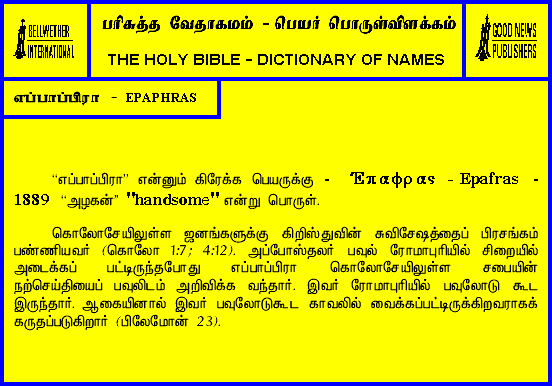 BELLWETHER
INTERNATIONAL
பரிசுத்த வேதாகமம் - பெயர் பொருள்விளக்கம்
THE HOLY BIBLE - DICTIONARY OF NAMES
GOOD NEWS
PUBLISHERS
எப்பாப்பிரா - EPAPHRAS
“எப்பாப்பிரா” என்னும் கிரேக்க பெயருக்கு - Ἐπαφρας - Epafras -
1889 “அழகன்” "handsome" என்று பொருள்.
கொலோசேயிலுள்ள ஜனங்களுக்கு கிறிஸ்துவின் சுவிசேஷத்தைப் பிரசங்கம்
பண்ணியவர் (கொலோ 1:7; 4:12). அப்போஸ்தலர் பவுல் ரோமாபுரியில் சிறையில்
அடைக்கப் பட்டிருந்தபோது எப்பாப்பிரா கொலோசேயிலுள்ள சபையின்
நற்செய்தியைப் பவுலிடம் அறிவிக்க வந்தார். இவர் ரோமாபுரியில் பவுலோடு கூட
இருந்தார். ஆகையினால் இவர் பவுலோடுகூட காவலில் வைக்கப்பட்டிருக்கிறவராகக்
கருதப்படுகிறார் (பிலேமோன் 23).